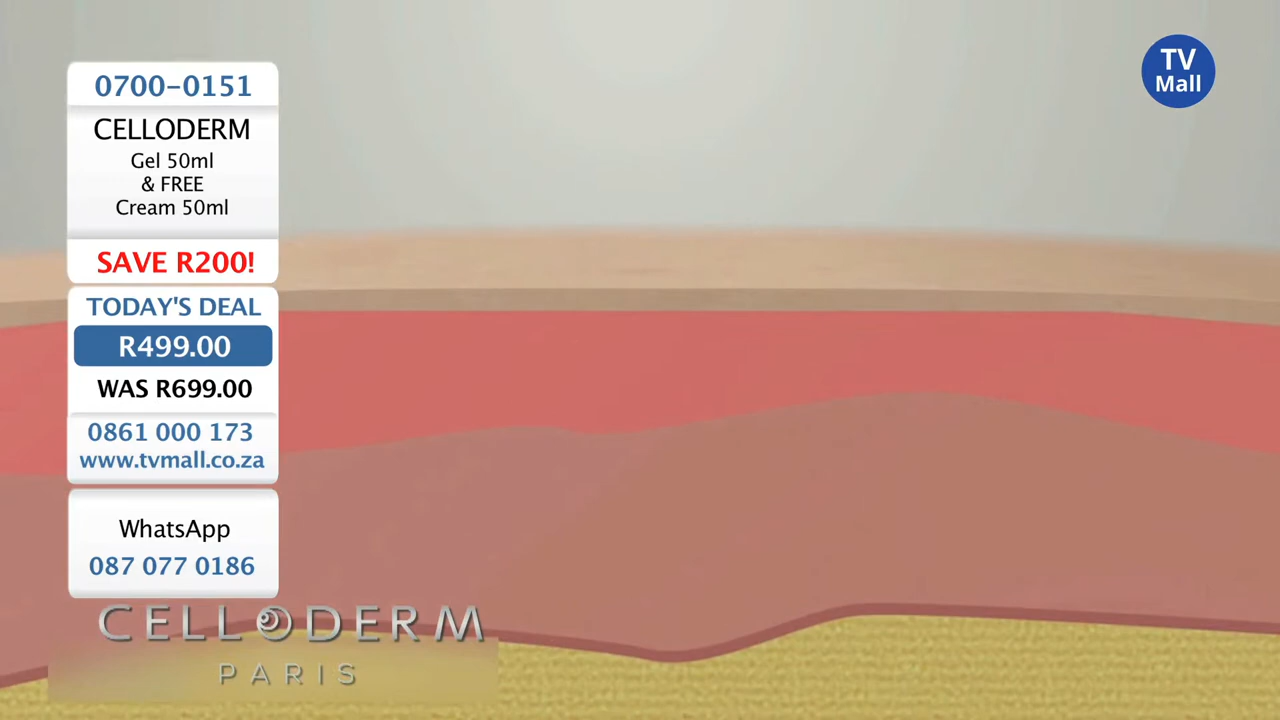 0700-0151
CELLODERM
Gel 50ml
& FREE
Cream 50ml
SAVE R200!
TODAY'S DEAL
R499.00
WAS R699.00
0861 000 173
www.tvmall.co.za
WhatsApp
087 077 0186
CELLODERM
PARIS
TV
Mall